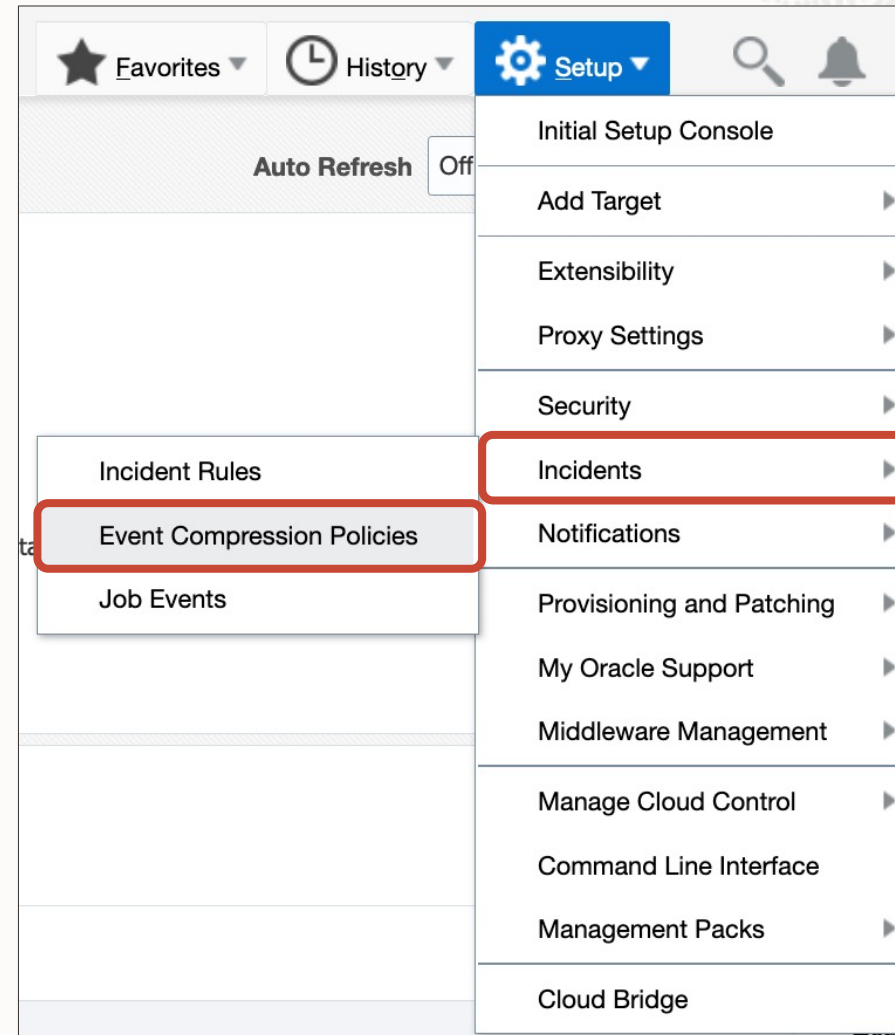 Favorites
History
Setup
Auto Refresh Off
Initial Setup Console
Add Target
Extensibility
Proxy Settings
Security
Incidents
Notifications
Provisioning and Patching
My Oracle Support
Middleware Management
Manage Cloud Control
Command Line Interface
Management Packs
Cloud Bridge
Incident Rules
Event Compression Policies
Job Events